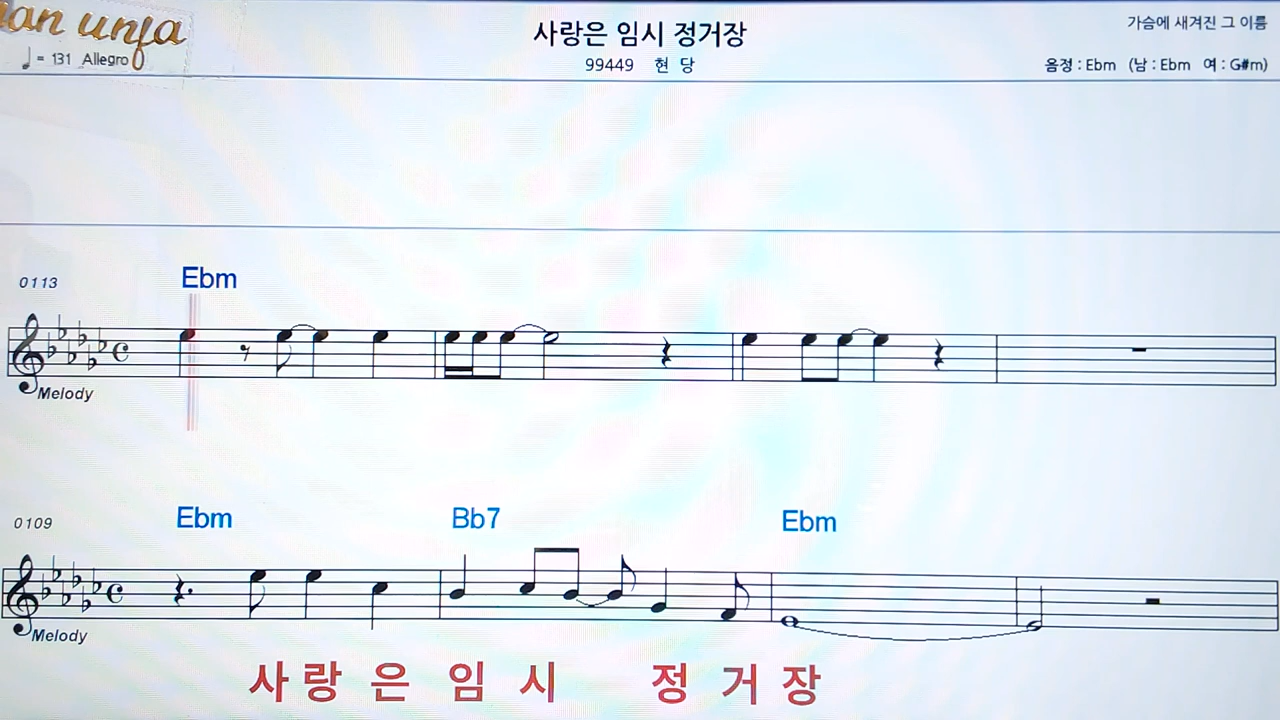 사랑은 임시 정거장
가슴에 새겨진 그 이름
♩ = 131 Allegro
99449 현 당
음정 : Ebm (남 : Ebm 여 : G#m)
0113 Ebm
Melody
0109 Ebm Bb7 Ebm
Melody
사 랑 은 임 시 정 거 장